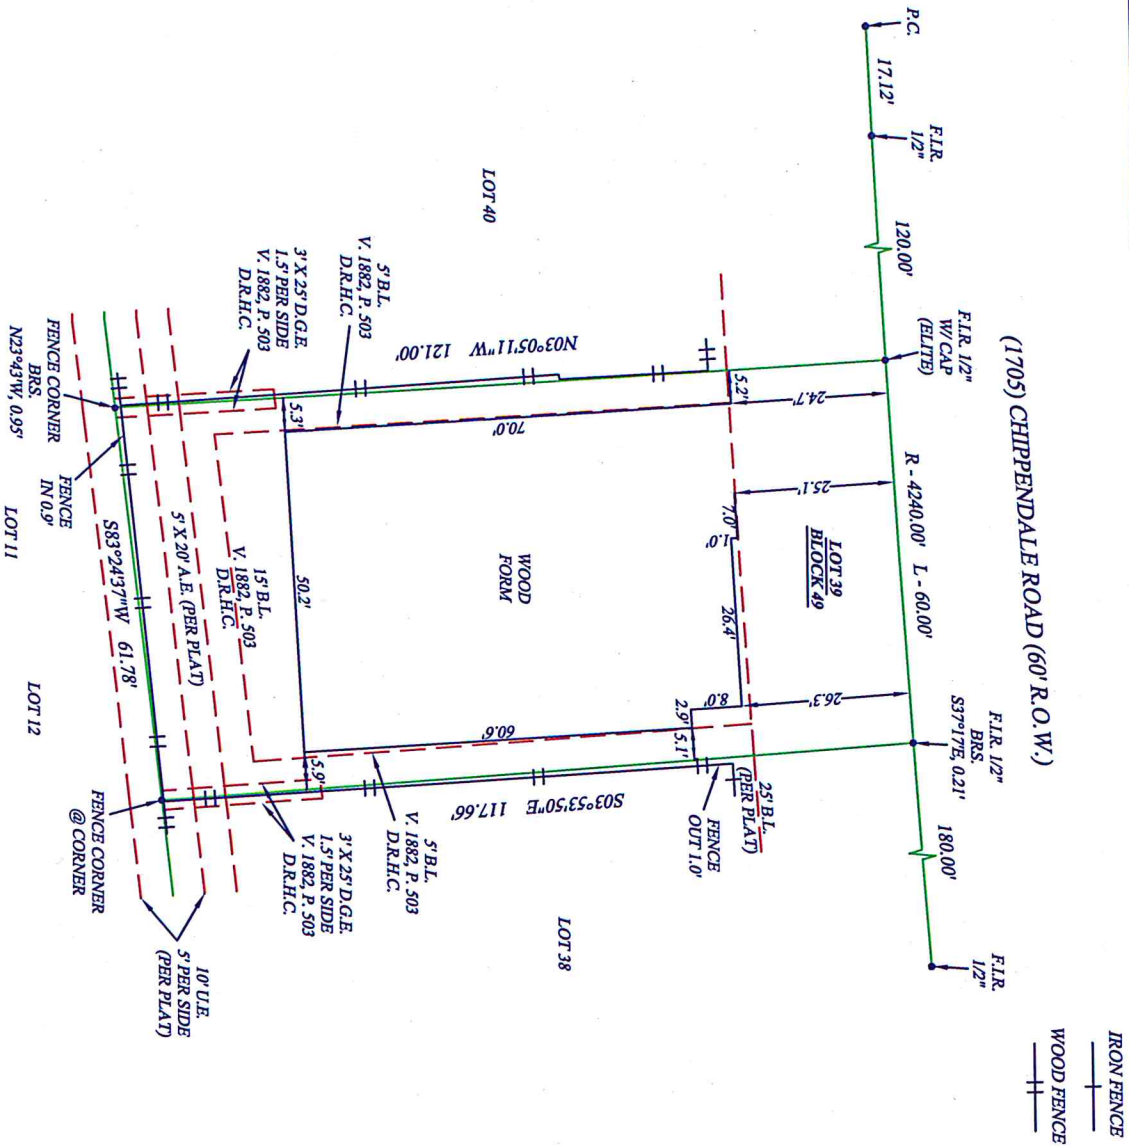 (1705) CHIPPENDALE ROAD (60' R.O.W.)
IRON FENCE
WOOD FENCE
P.C.
17.12'
F.I.R.
1/2"
120.00'
F.I.R. 1/2"
W/ CAP
(ELITE)
R - 4240.00' L - 60.00'
F.I.R. 1/2"
BRS.
S37°17'E, 0.21'
180.00'
F.I.R.
1/2"
24.7'
25.1'
26.3'
LOT 39
BLOCK 49
25' B.L.
(PER PLAT)
5.2'
7.0'
1.0'
26.4'
8.0'
2.9'
5.1'
FENCE
OUT 1.0'
LOT 40
N03°05'11"W 121.00'
70.0'
WOOD
FORM
60.6'
S03°53'50"E 117.66'
LOT 38
5' B.L.
V. 1882, P. 503
D.R.H.C.
3' X 25' D.G.E.
1.5' PER SIDE
V. 1882, P. 503
D.R.H.C.
5.3'
50.2'
5.9'
5' B.L.
V. 1882, P. 503
D.R.H.C.
3' X 25' D.G.E.
1.5' PER SIDE
V. 1882, P. 503
D.R.H.C.
15' B.L.
V. 1882, P. 503
D.R.H.C.
5' X 20' A.E. (PER PLAT)
S83°24'37"W 61.78'
FENCE CORNER
BRS.
N23°43'W, 0.95'
FENCE
IN 0.9'
LOT 11
LOT 12
FENCE CORNER
@ CORNER
10' U.E.
5' PER SIDE
(PER PLAT)